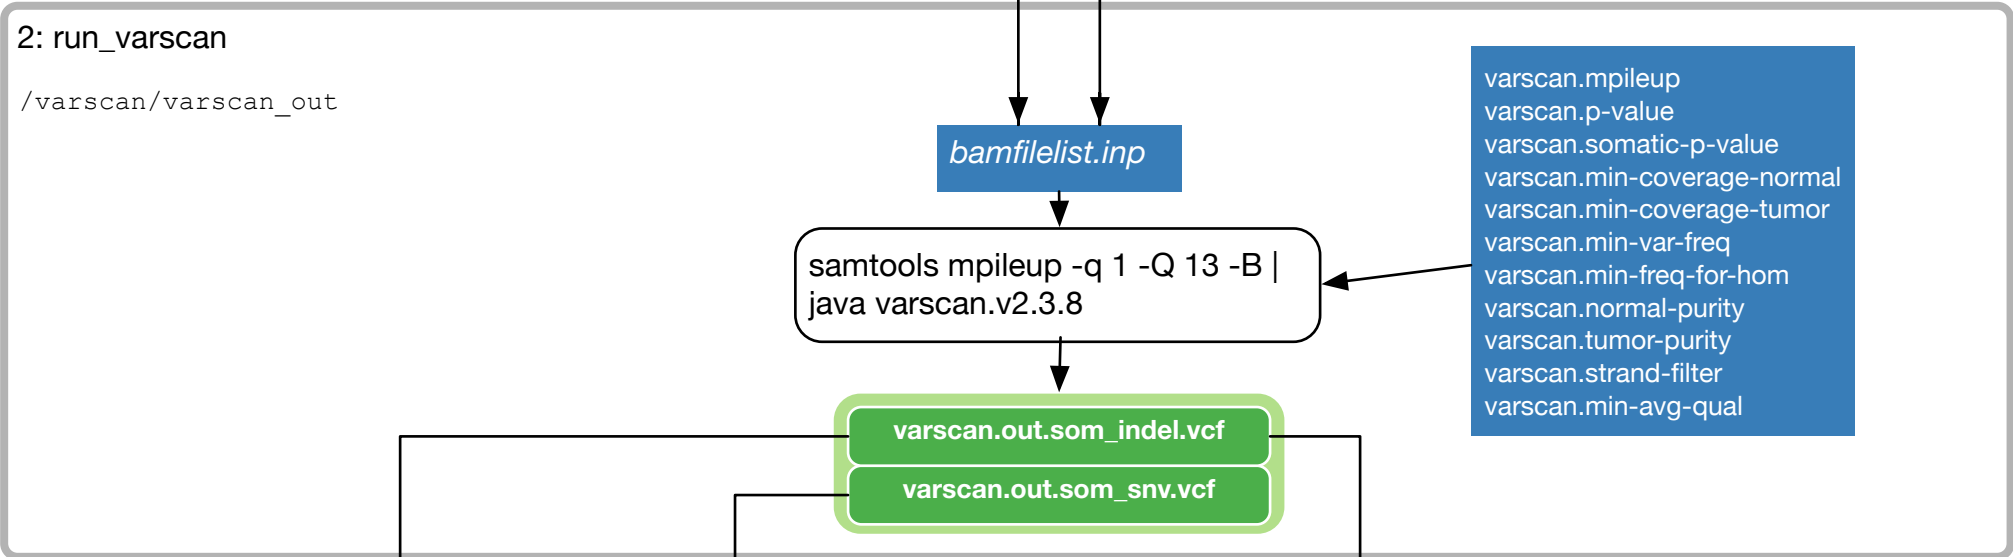 2: run_varscan
/varscan/varscan_out
bamfilelist.inp
samtools mpileup -q 1 -Q 13 -B |
java varscan.v2.3.8
varscan.out.som_indel.vcf
varscan.out.som_snv.vcf
varscan.mpileup
varscan.p-value
varscan.somatic-p-value
varscan.min-coverage-normal
varscan.min-coverage-tumor
varscan.min-var-freq
varscan.min-freq-for-hom
varscan.normal-purity
varscan.tumor-purity
varscan.strand-filter
varscan.min-avg-qual